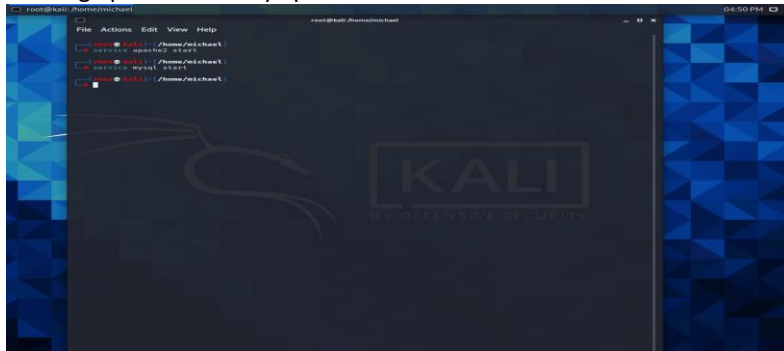 root@kali: /home/michael
04:50 PM
root@kali: /home/michael
File Actions Edit View Help
(root@kali)-[/home/michael]
service apache2 start
(root@kali)-[/home/michael]
service mysql start
(root@kali)-[/home/michael]
KALI
BY OFFENSIVE SECURITY